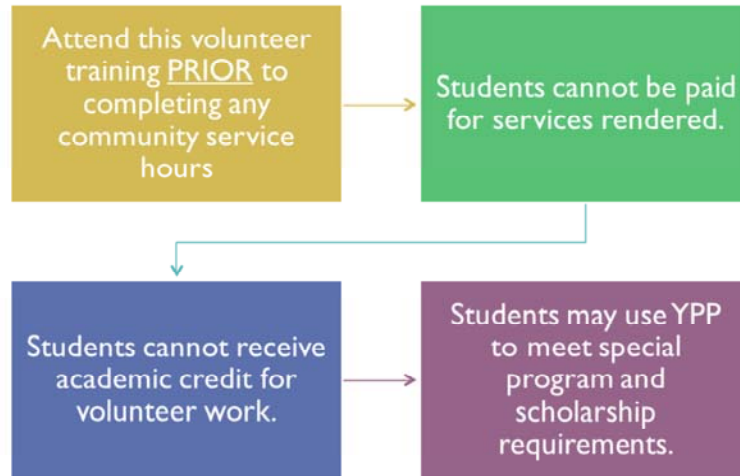 Attend this volunteer
training PRIOR to
completing any
community service
hours
Students cannot be paid
for services rendered.
Students cannot receive
academic credit for
volunteer work.
Students may use YPP
to meet special
program and
scholarship
requirements.